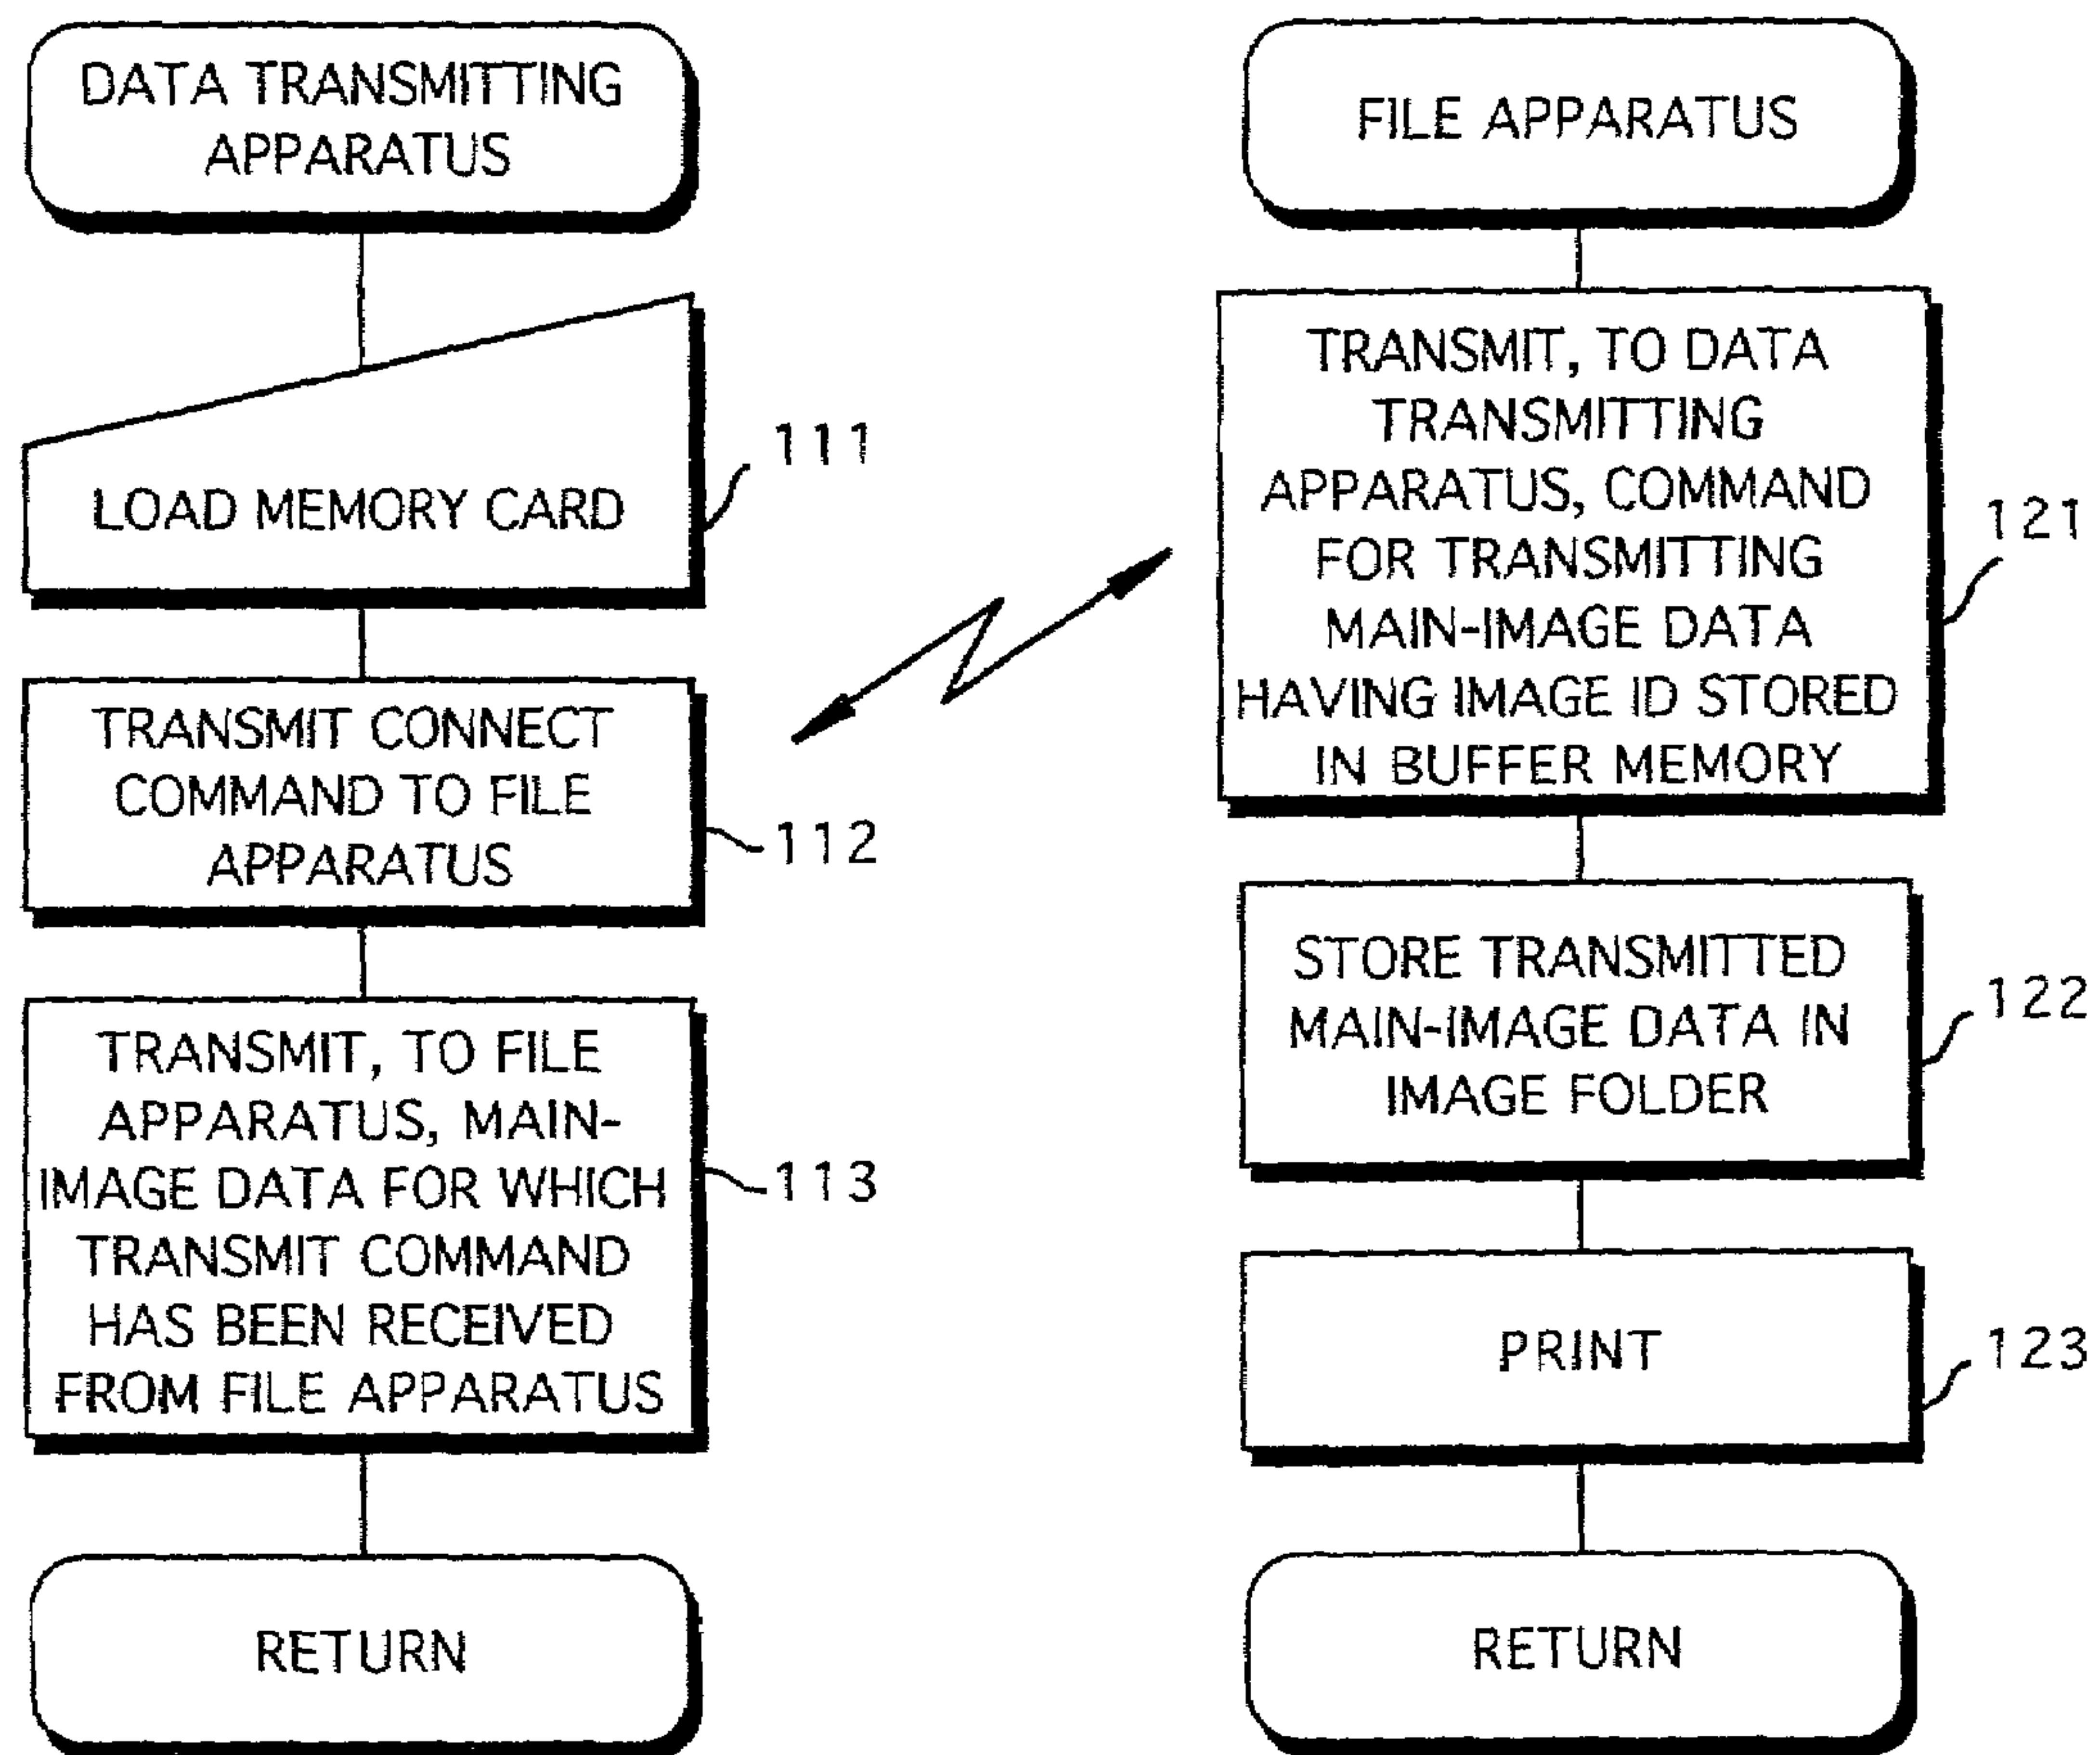 DATA TRANSMITTING
APPARATUS
LOAD MEMORY CARD
111
TRANSMIT CONNECT
COMMAND TO FILE
APPARATUS
112
TRANSMIT, TO FILE
APPARATUS, MAIN-
IMAGE DATA FOR WHICH
TRANSMIT COMMAND
HAS BEEN RECEIVED
FROM FILE APPARATUS
113
RETURN
FILE APPARATUS
TRANSMIT, TO DATA
TRANSMITTING
APPARATUS, COMMAND
FOR TRANSMITTING
MAIN-IMAGE DATA
HAVING IMAGE ID STORED
IN BUFFER MEMORY
121
STORE TRANSMITTED
MAIN-IMAGE DATA IN
IMAGE FOLDER
122
PRINT
123
RETURN